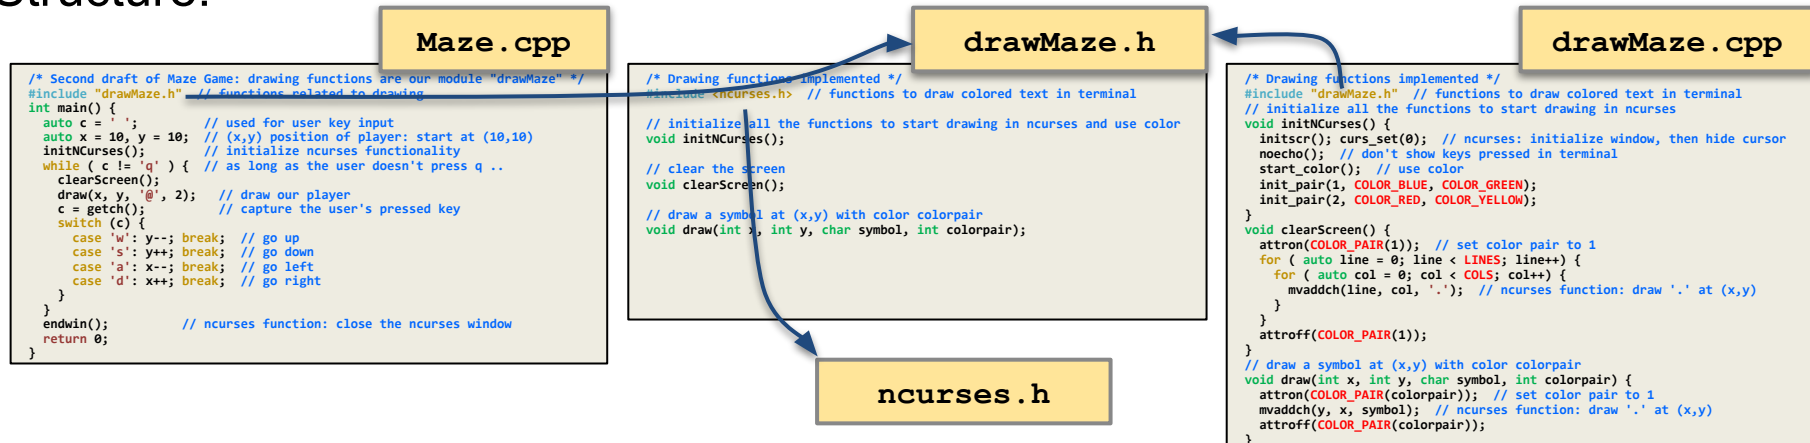 Structure:
Maze.cpp
/* Second draft of Maze Game: drawing functions are our module "drawMaze" */
#include "drawMaze.h"  // functions related to drawing
int main() {
  auto c = ' ';         // used for user key input
  auto x = 10, y = 10;  // (x,y) position of player: start at (10,10)
  initNCurses();        // initialize ncurses functionality
  while ( c != 'q' ) {  // as long as the user doesn't press q ..
    clearScreen();
    draw(x, y, '@', 2);   // draw our player
    c = getch();          // capture the user's pressed key
    switch (c) {
      case 'w': y--; break;  // go up
      case 's': y++; break;  // go down
      case 'a': x--; break;  // go left
      case 'd': x++; break;  // go right
    }
  }
  endwin();          // ncurses function: close the ncurses window
  return 0;
}
drawMaze.h
/* Drawing functions implemented */
#include <ncurses.h>  // functions to draw colored text in terminal
// initialize all the functions to start drawing in ncurses and use color
void initNCurses();
// clear the screen
void clearScreen();
// draw a symbol at (x,y) with color colorpair
void draw(int x, int y, char symbol, int colorpair);
ncurses.h
drawMaze.cpp
/* Drawing functions implemented */
#include "drawMaze.h"  // functions to draw colored text in terminal
// initialize all the functions to start drawing in ncurses
void initNCurses() {
  initscr(); curs_set(0);  // ncurses: initialize window, then hide cursor
  noecho();  // don't show keys pressed in terminal
  start_color();  // use color
  init_pair(1, COLOR_BLUE, COLOR_GREEN);
  init_pair(2, COLOR_RED, COLOR_YELLOW);
}
void clearScreen() {
  attron(COLOR_PAIR(1));  // set color pair to 1
  for ( auto line = 0; line < LINES; line++) {
    for ( auto col = 0; col < COLS; col++) {
      mvaddch(line, col, '.');  // ncurses function: draw '.' at (x,y)
    }
  }
  attroff(COLOR_PAIR(1));
}
// draw a symbol at (x,y) with color colorpair
void draw(int x, int y, char symbol, int colorpair) {
  attron(COLOR_PAIR(colorpair));  // set color pair to 1
  mvaddch(y, x, symbol);  // ncurses function: draw '.' at (x,y)
  attroff(COLOR_PAIR(colorpair));
}